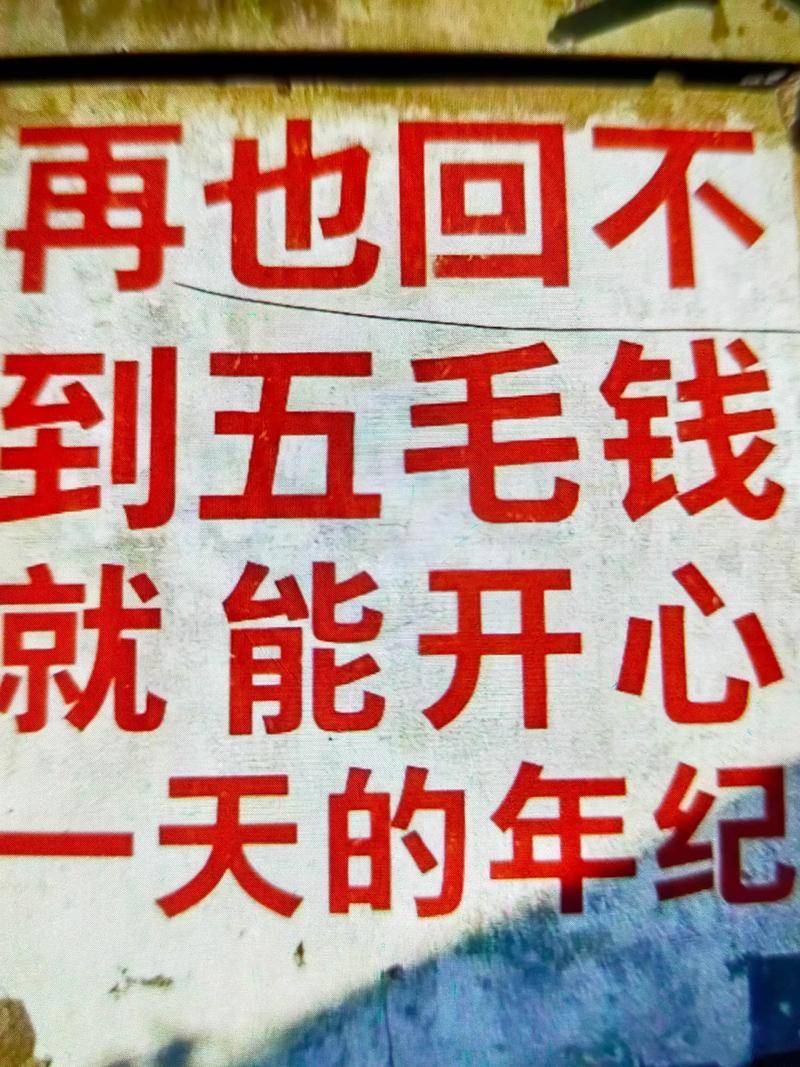 再也回不
到五毛钱
就能开心
一天的年纪